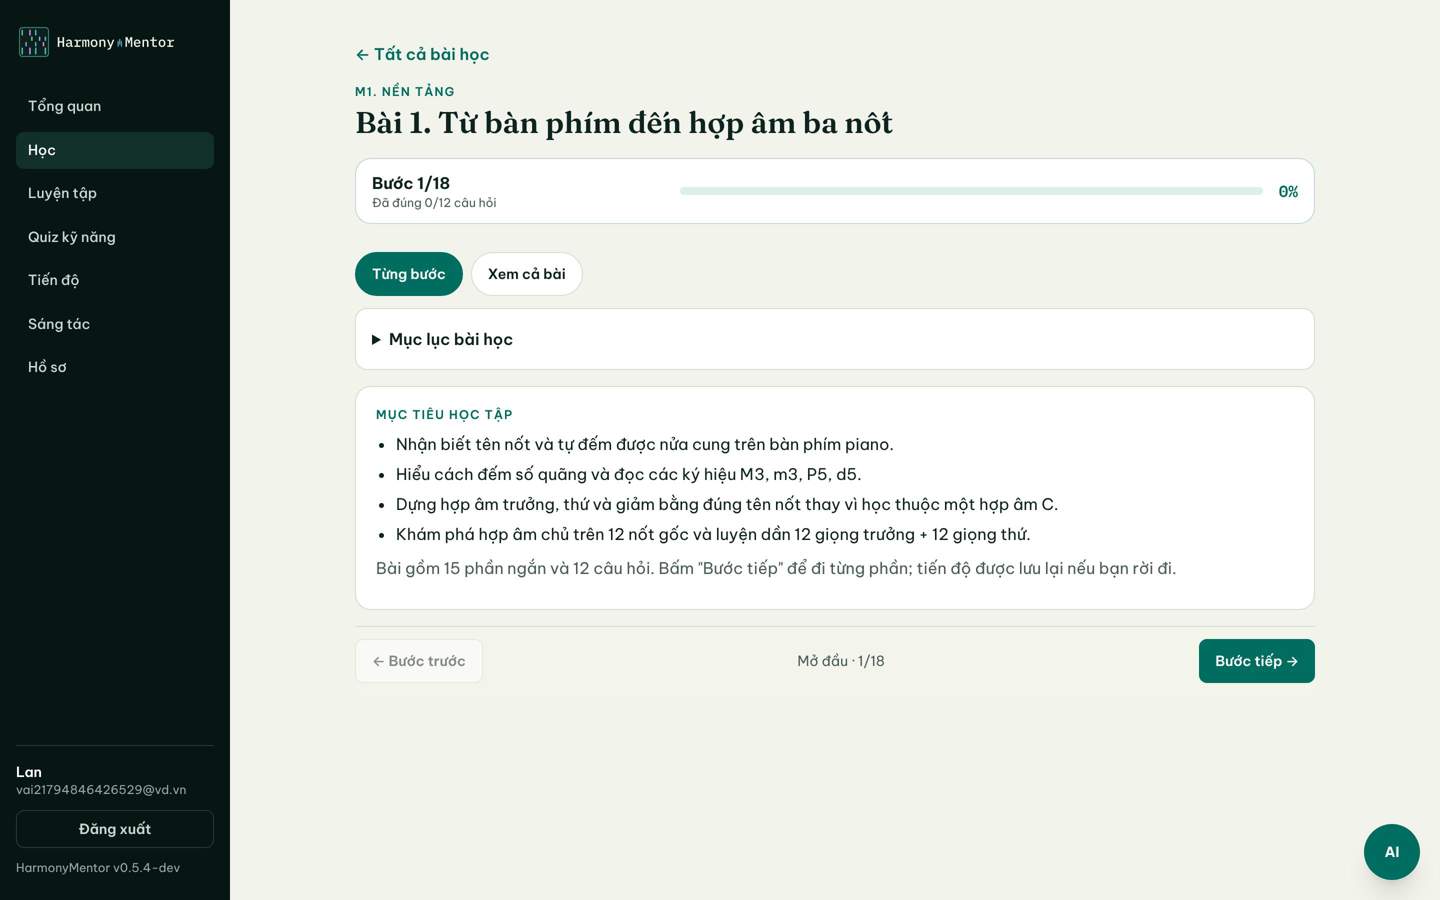 Harmony Mentor
Tổng quan
Học
Luyện tập
Quiz kỹ năng
Tiến độ
Sáng tác
Hồ sơ
Lan
vai21794846426529@vd.vn
Đăng xuất
HarmonyMentor v0.5.4-dev
← Tất cả bài học
M1. NỀN TẢNG
Bài 1. Từ bàn phím đến hợp âm ba nốt
Bước 1/18
Đã đúng 0/12 câu hỏi
0%
Từng bước
Xem cả bài
▶ Mục lục bài học
MỤC TIÊU HỌC TẬP
• Nhận biết tên nốt và tự đếm được nửa cung trên bàn phím piano.
• Hiểu cách đếm số quãng và đọc các ký hiệu M3, m3, P5, d5.
• Dựng hợp âm trưởng, thứ và giảm bằng đúng tên nốt thay vì học thuộc một hợp âm C.
• Khám phá hợp âm chủ trên 12 nốt gốc và luyện dần 12 giọng trưởng + 12 giọng thứ.
Bài gồm 15 phần ngắn và 12 câu hỏi. Bấm "Bước tiếp" để đi từng phần; tiến độ được lưu lại nếu bạn rời đi.
← Bước trước
Mở đầu · 1/18
Bước tiếp →
AI